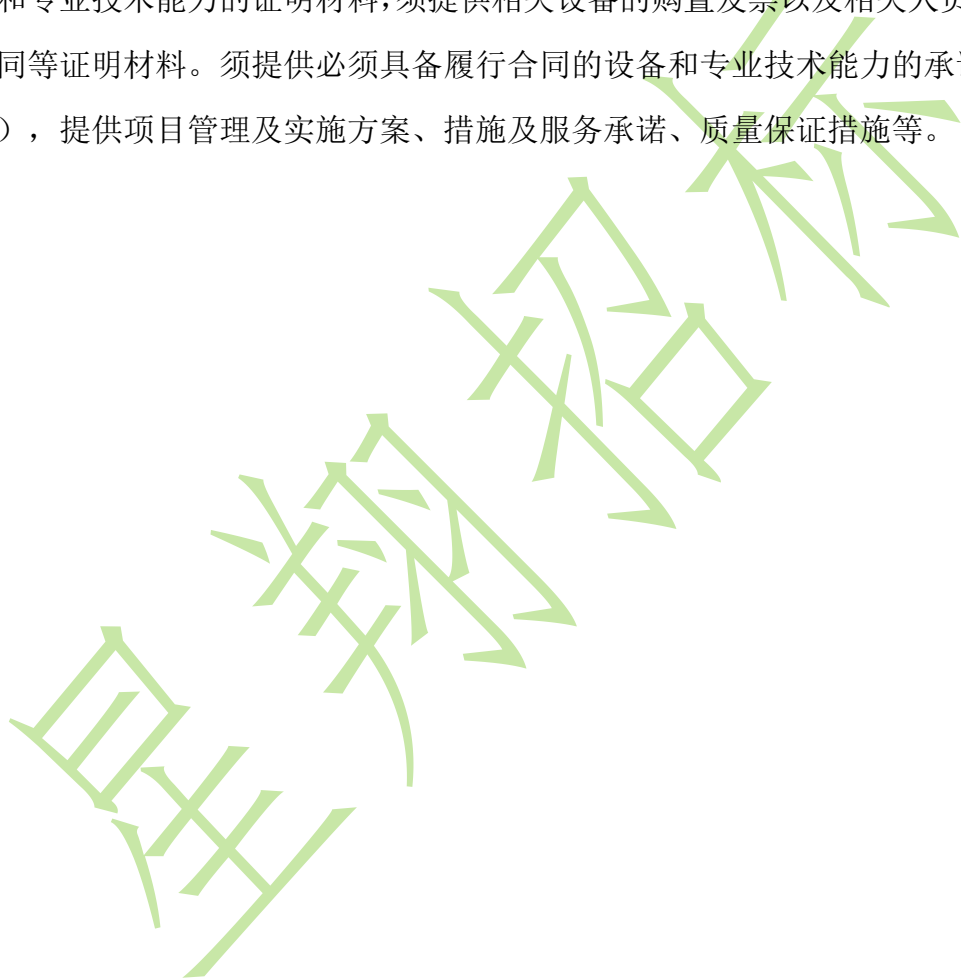 和专业技术能力的证明材料,须提供相关设备的购置发票以及相关人员
同等证明材料。须提供必须具备履行合同的设备和专业技术能力的承诺
),提供项目管理及实施方案、措施及服务承诺、质量保证措施等。
星翔招标